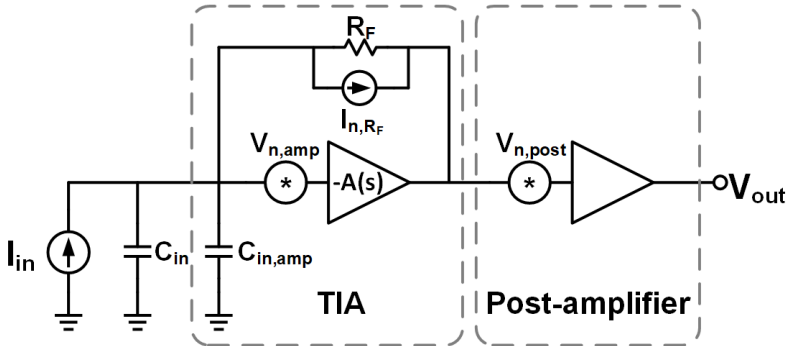 R_F
I_n,R_F
V_n,amp
V_n,post
*
-A(s)
*
V_out
I_in
C_in
C_in,amp
TIA
Post-amplifier